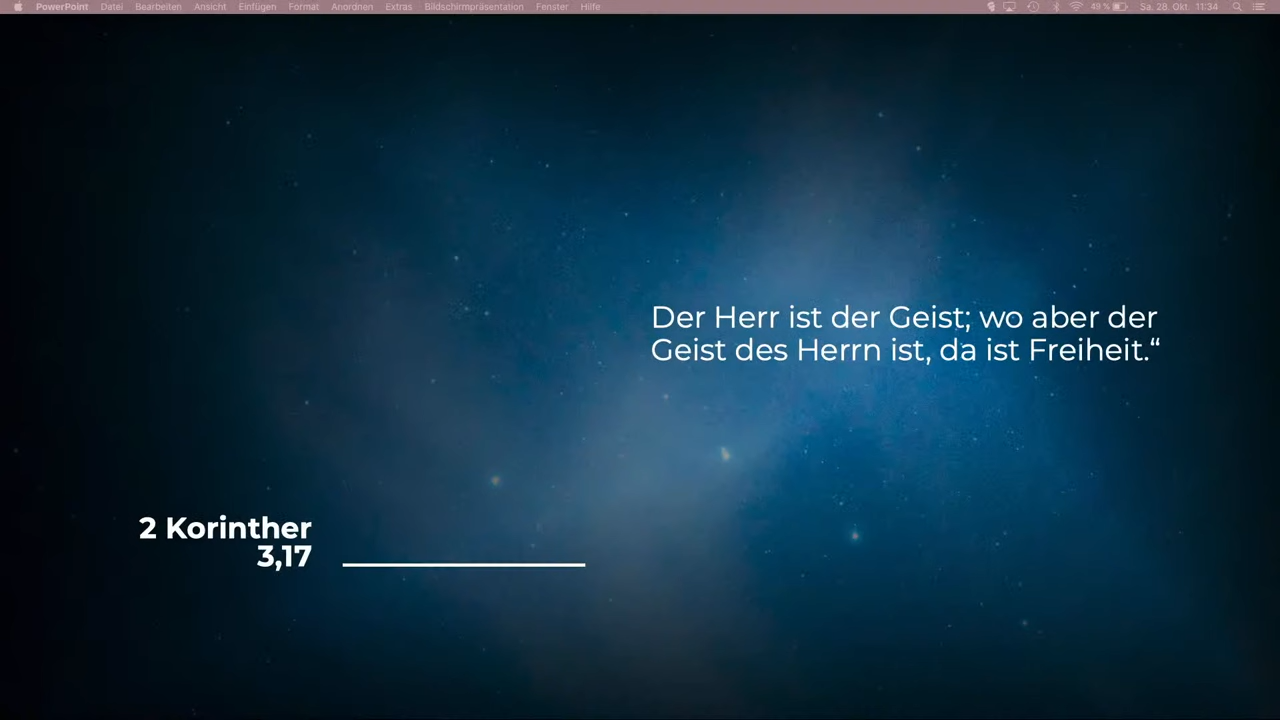 PowerPoint Datei Bearbeiten Ansicht Einfügen Format Anordnen Extras Bildschirmpräsentation Fenster Hilfe 49 % Sa. 28. Okt 11:34
Der Herr ist der Geist; wo aber der
Geist des Herrn ist, da ist Freiheit.“
2 Korinther
3,17